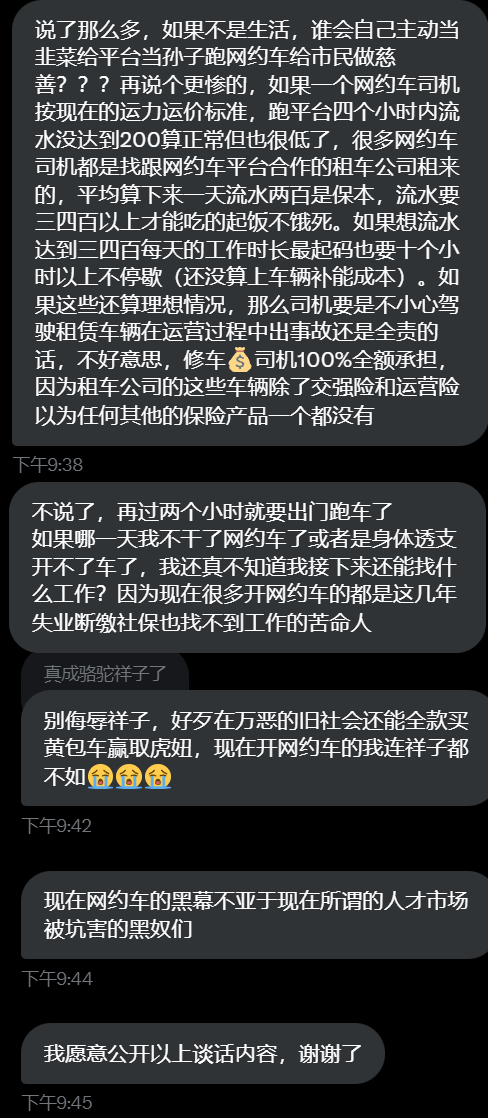 说了那么多，如果不是生活，谁会自己主动当
韭菜给平台当孙子跑网约车给市民做慈
善？？？再说个更惨的，如果一个网约车司机
按现在的运力运价标准，跑平台四个小时内流
水没达到200算正常但也很低了，很多网约车
司机都是找跟网约车平台合作的租车公司租来
的，平均算下来一天流水两百是保本，流水要
三四百以上才能吃的起饭不饿死。如果想流水
达到三四百每天的工作时长最起码也要十个小
时以上不停歇（还没算上车辆补能成本）。如
果这些还算理想情况，那么司机要是不小心驾
驶租赁车辆在运营过程中出事故还是全责的
话，不好意思，修车💰司机100%全额承担，
因为租车公司的这些车辆除了交强险和运营险
以为任何其他的保险产品一个都没有
下午9:38
不说了，再过两个小时就要出门跑车了
如果哪一天我不干了网约车了或者是身体透支
开不了车了，我还真不知道我接下来还能找什
么工作？因为现在很多开网约车的都是这几年
失业断缴社保也找不到工作的苦命人
真成骆驼祥子了
别侮辱祥子，好歹在万恶的旧社会还能全款买
黄包车赢取虎妞，现在开网约车的我连祥子都
不如😭😭😭
下午9:42
现在网约车的黑幕不亚于现在所谓的人才市场
被坑害的黑奴们
下午9:44
我愿意公开以上谈话内容，谢谢了
下午9:45